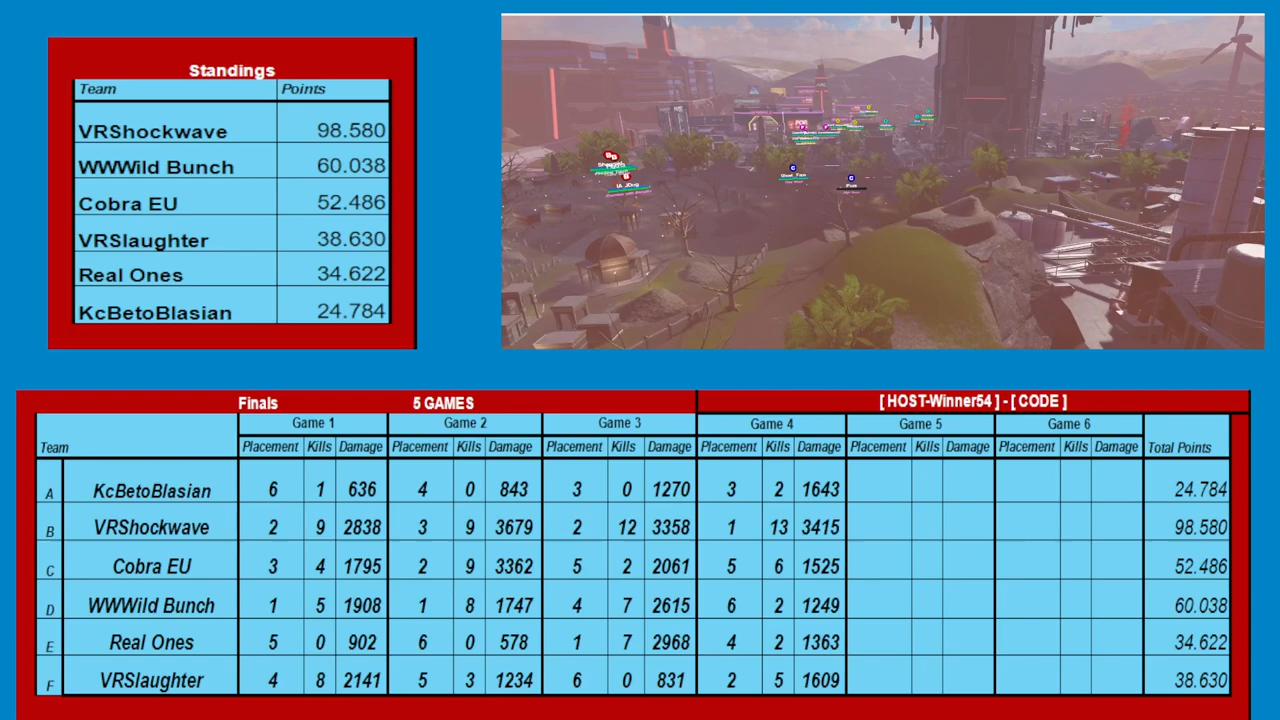 Standings
Team Points
VRShockwave 98.580
WWWild Bunch 60.038
Cobra EU 52.486
VRSlaughter 38.630
Real Ones 34.622
KcBetoBlasian 24.784
Finals 5 GAMES [ HOST-Winner54 ] - [ CODE ]
Team Game 1 Game 2 Game 3 Game 4 Game 5 Game 6 Total Points
Placement Kills Damage Placement Kills Damage Placement Kills Damage Placement Kills Damage Placement Kills Damage Placement Kills Damage
A KcBetoBlasian 6 1 636 4 0 843 3 0 1270 3 2 1643 24.784
B VRShockwave 2 9 2838 3 9 3679 2 12 3358 1 13 3415 98.580
C Cobra EU 3 4 1795 2 9 3362 5 2 2061 5 6 1525 52.486
D WWWild Bunch 1 5 1908 1 8 1747 4 7 2615 6 2 1249 60.038
E Real Ones 5 0 902 6 0 578 1 7 2968 4 2 1363 34.622
F VRSlaughter 4 8 2141 5 3 1234 6 0 831 2 5 1609 38.630